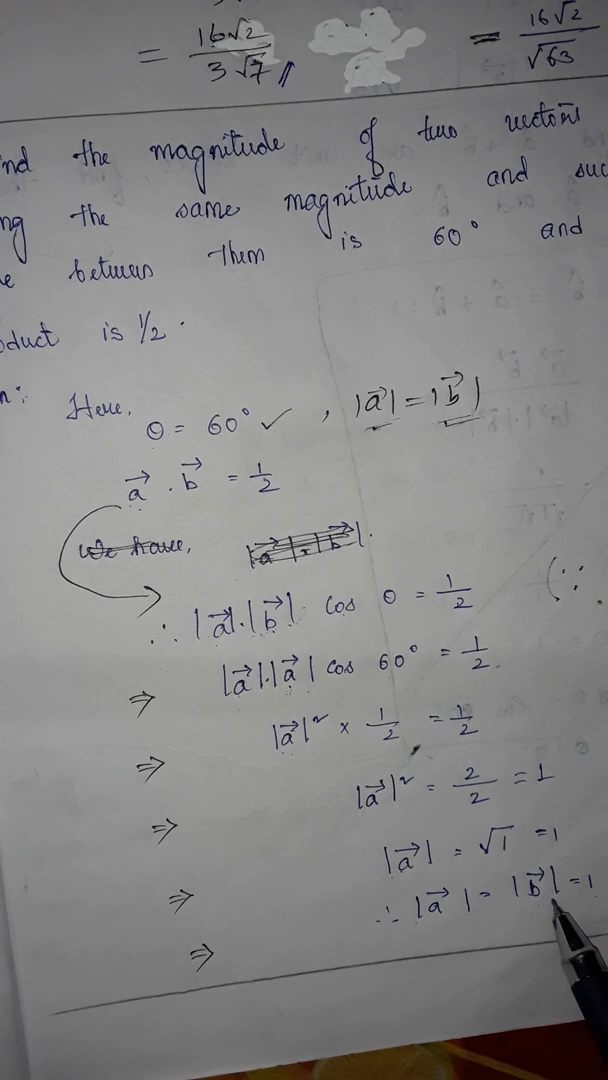 = 16√2 / 3√7 = 16√2 / √63
nd the magnitude of two vectors
ng the same magnitude and suc
e between them is 60° and
oduct is 1/2.
n: Here,
θ = 60° ✓, |a⃗| = |b⃗|
a⃗ . b⃗ = 1/2
We have, |a⃗|x|b⃗|.
∴ |a⃗|.|b⃗| cos θ = 1/2 (∵
⇒ |a⃗|.|a⃗| cos 60° = 1/2.
⇒ |a⃗|² × 1/2 = 1/2
⇒ |a⃗|² = 2/2 = 1
⇒ |a⃗| = √1 = 1
⇒ ∴ |a⃗| = |b⃗| = 1